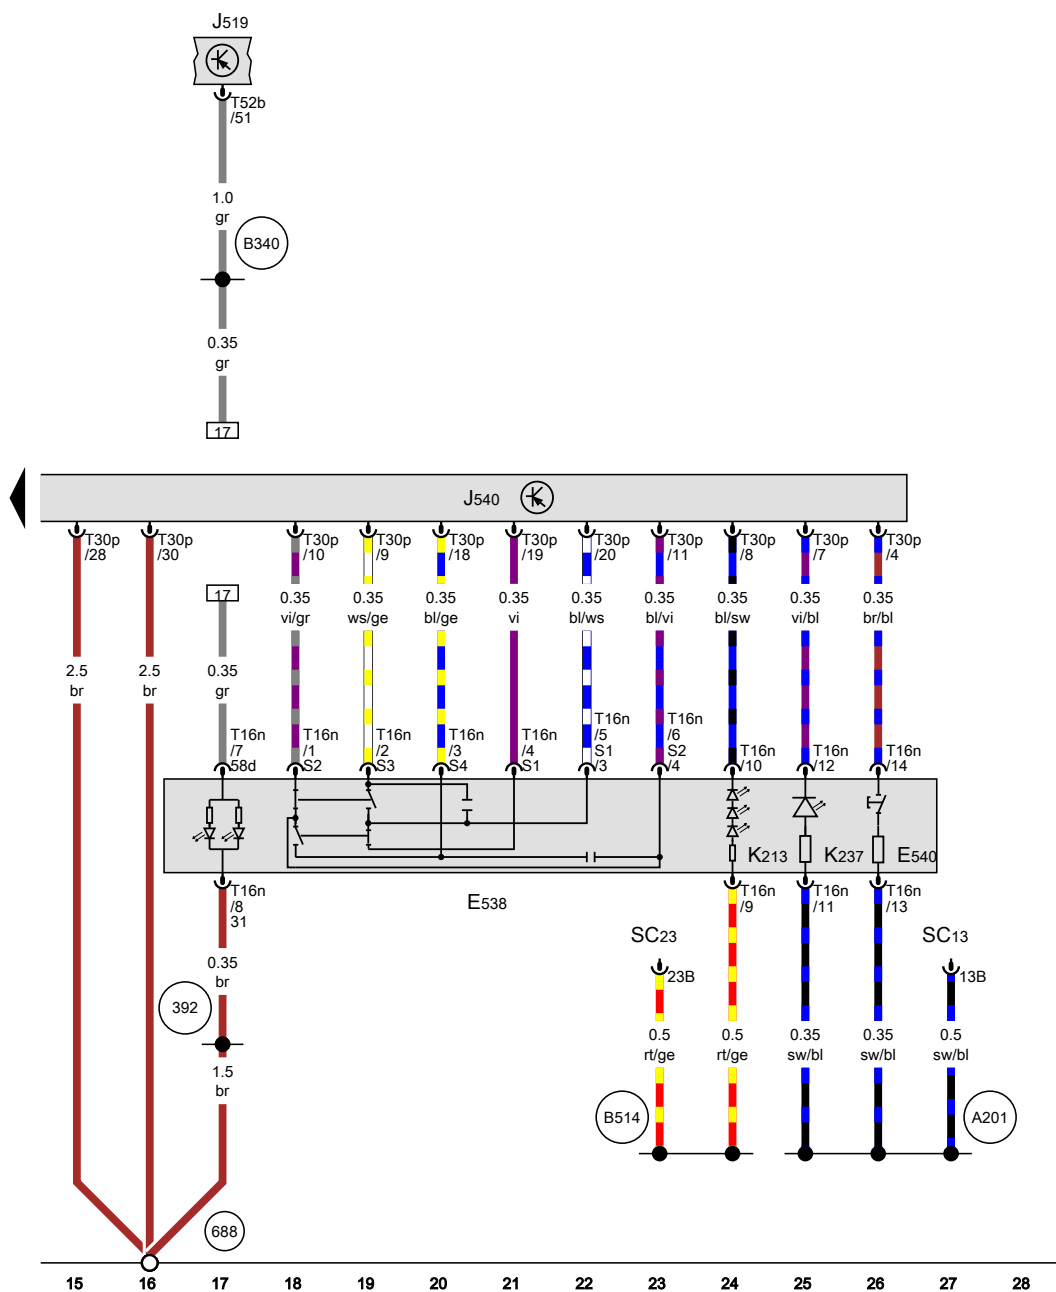 J519
T52b
/51
1.0
gr
B340
0.35
gr
17
J540
T30p
/28
T30p
/30
T30p
/10
T30p
/9
T30p
/18
T30p
/19
T30p
/20
T30p
/11
T30p
/8
T30p
/7
T30p
/4
17
0.35
vi/gr
0.35
ws/ge
0.35
bl/ge
0.35
vi
0.35
bl/ws
0.35
bl/vi
0.35
bl/sw
0.35
vi/bl
0.35
br/bl
2.5
br
2.5
br
0.35
gr
T16n
/7
58d
T16n
/1
S2
T16n
/2
S3
T16n
/3
S4
T16n
/4
S1
T16n
/5
S1
/3
T16n
/6
S2
/4
T16n
/10
T16n
/12
T16n
/14
K213
K237
E540
E538
T16n
/8
31
T16n
/9
T16n
/11
T16n
/13
SC23
23B
SC13
13B
0.35
br
392
1.5
br
0.5
rt/ge
0.5
rt/ge
0.35
sw/bl
0.35
sw/bl
0.5
sw/bl
B514
A201
688
15 16 17 18 19 20 21 22 23 24 25 26 27 28